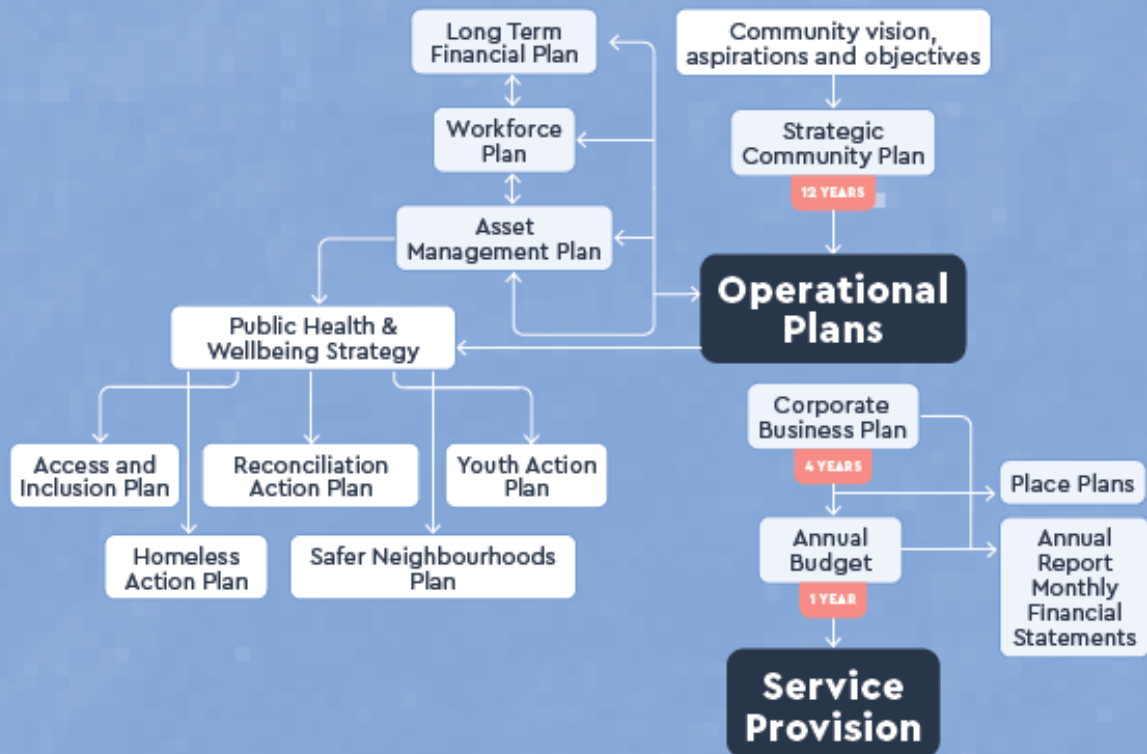 Long Term
Financial Plan
Community vision,
aspirations and objectives
Workforce
Plan
Strategic
Community Plan
12 YEARS
Asset
Management Plan
Operational
Plans
Public Health &
Wellbeing Strategy
Corporate
Business Plan
4 YEARS
Access and
Inclusion Plan
Reconciliation
Action Plan
Youth Action
Plan
Place Plans
Homeless
Action Plan
Safer Neighbourhoods
Plan
Annual
Budget
1 YEAR
Annual
Report
Monthly
Financial
Statements
Service
Provision